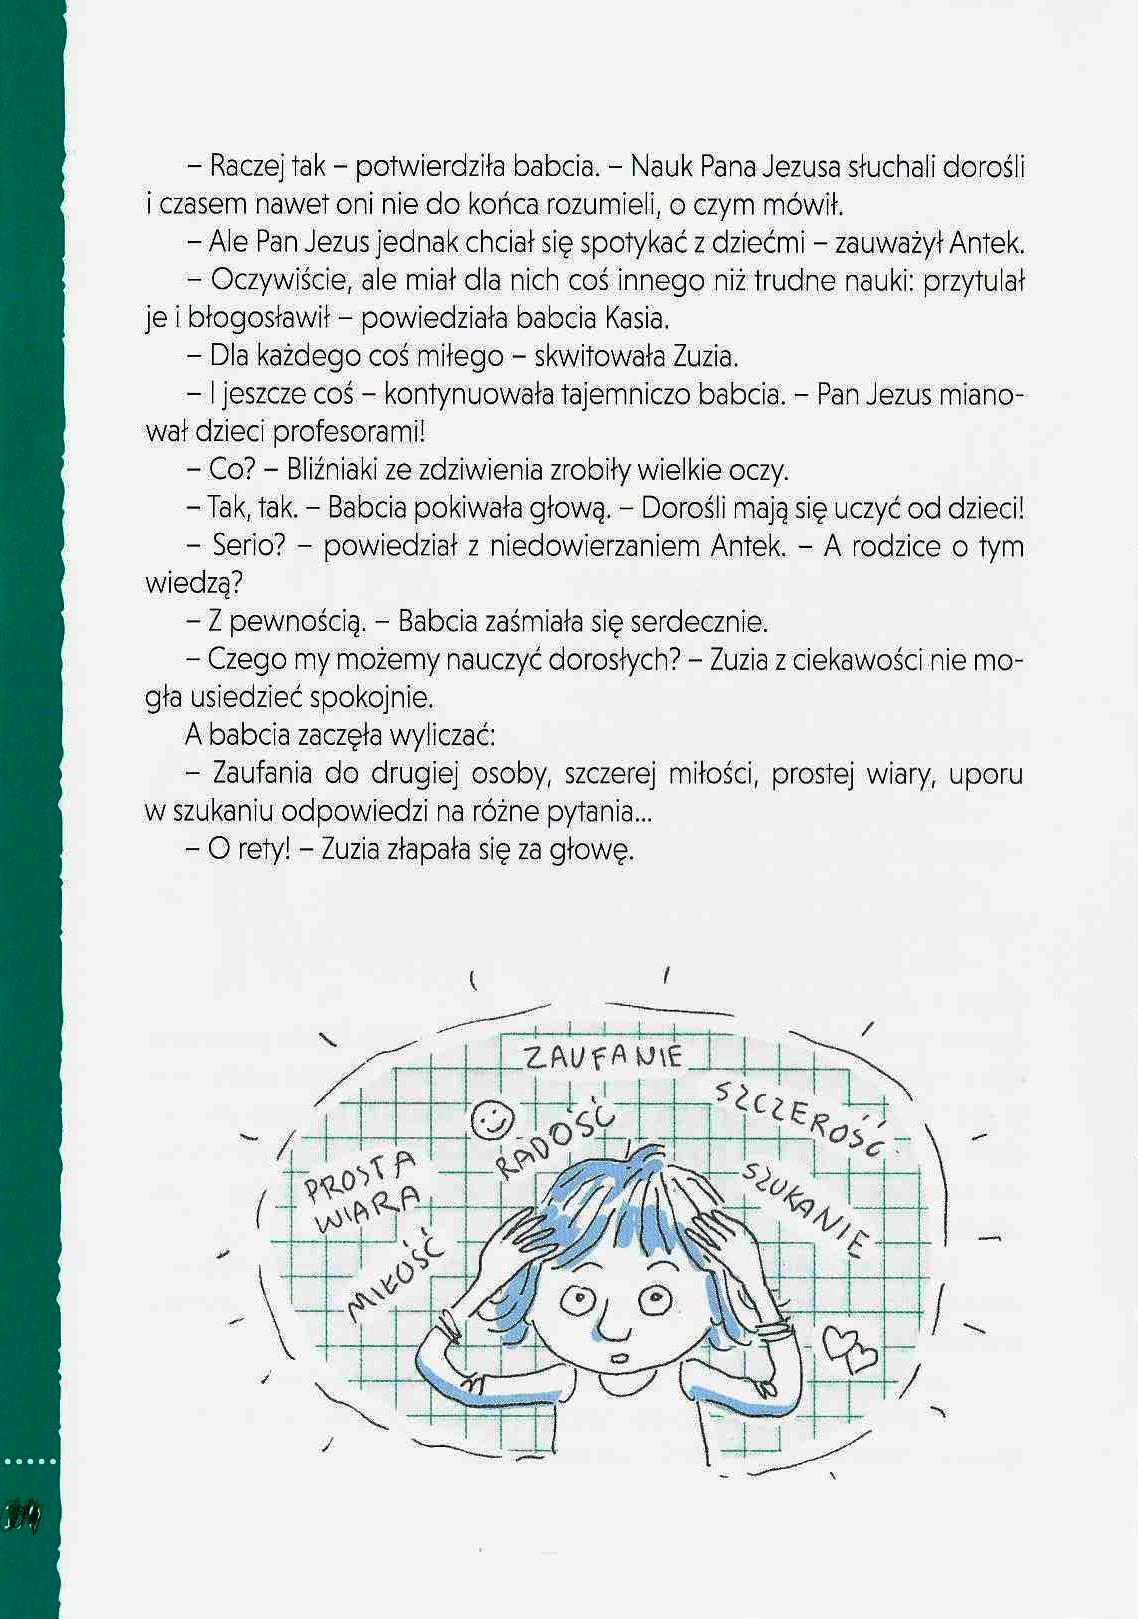 – Raczej tak – potwierdziła babcia. – Nauk Pana Jezusa słuchali dorośli
i czasem nawet oni nie do końca rozumieli, o czym mówił.
– Ale Pan Jezus jednak chciał się spotykać z dziećmi – zauważył Antek.
– Oczywiście, ale miał dla nich coś innego niż trudne nauki: przytulał
je i błogosławił – powiedziała babcia Kasia.
– Dla każdego coś miłego – skwitowała Zuzia.
– I jeszcze coś – kontynuowała tajemniczo babcia. – Pan Jezus miano-
wał dzieci profesorami!
– Co? – Bliźniaki ze zdziwienia zrobiły wielkie oczy.
– Tak, tak. – Babcia pokiwała głową. – Dorośli mają się uczyć od dzieci!
– Serio? – powiedział z niedowierzaniem Antek. – A rodzice o tym
wiedzą?
– Z pewnością. – Babcia zaśmiała się serdecznie.
– Czego my możemy nauczyć dorosłych? – Zuzia z ciekawości nie mo-
gła usiedzieć spokojnie.
A babcia zaczęła wyliczać:
– Zaufania do drugiej osoby, szczerej miłości, prostej wiary, uporu
w szukaniu odpowiedzi na różne pytania...
– O rety! – Zuzia złapała się za głowę.
ZAUFANIE
SZCZEROŚĆ
RADOŚĆ
PROSTA
WIARA
SZUKANIE
MIŁOŚĆ